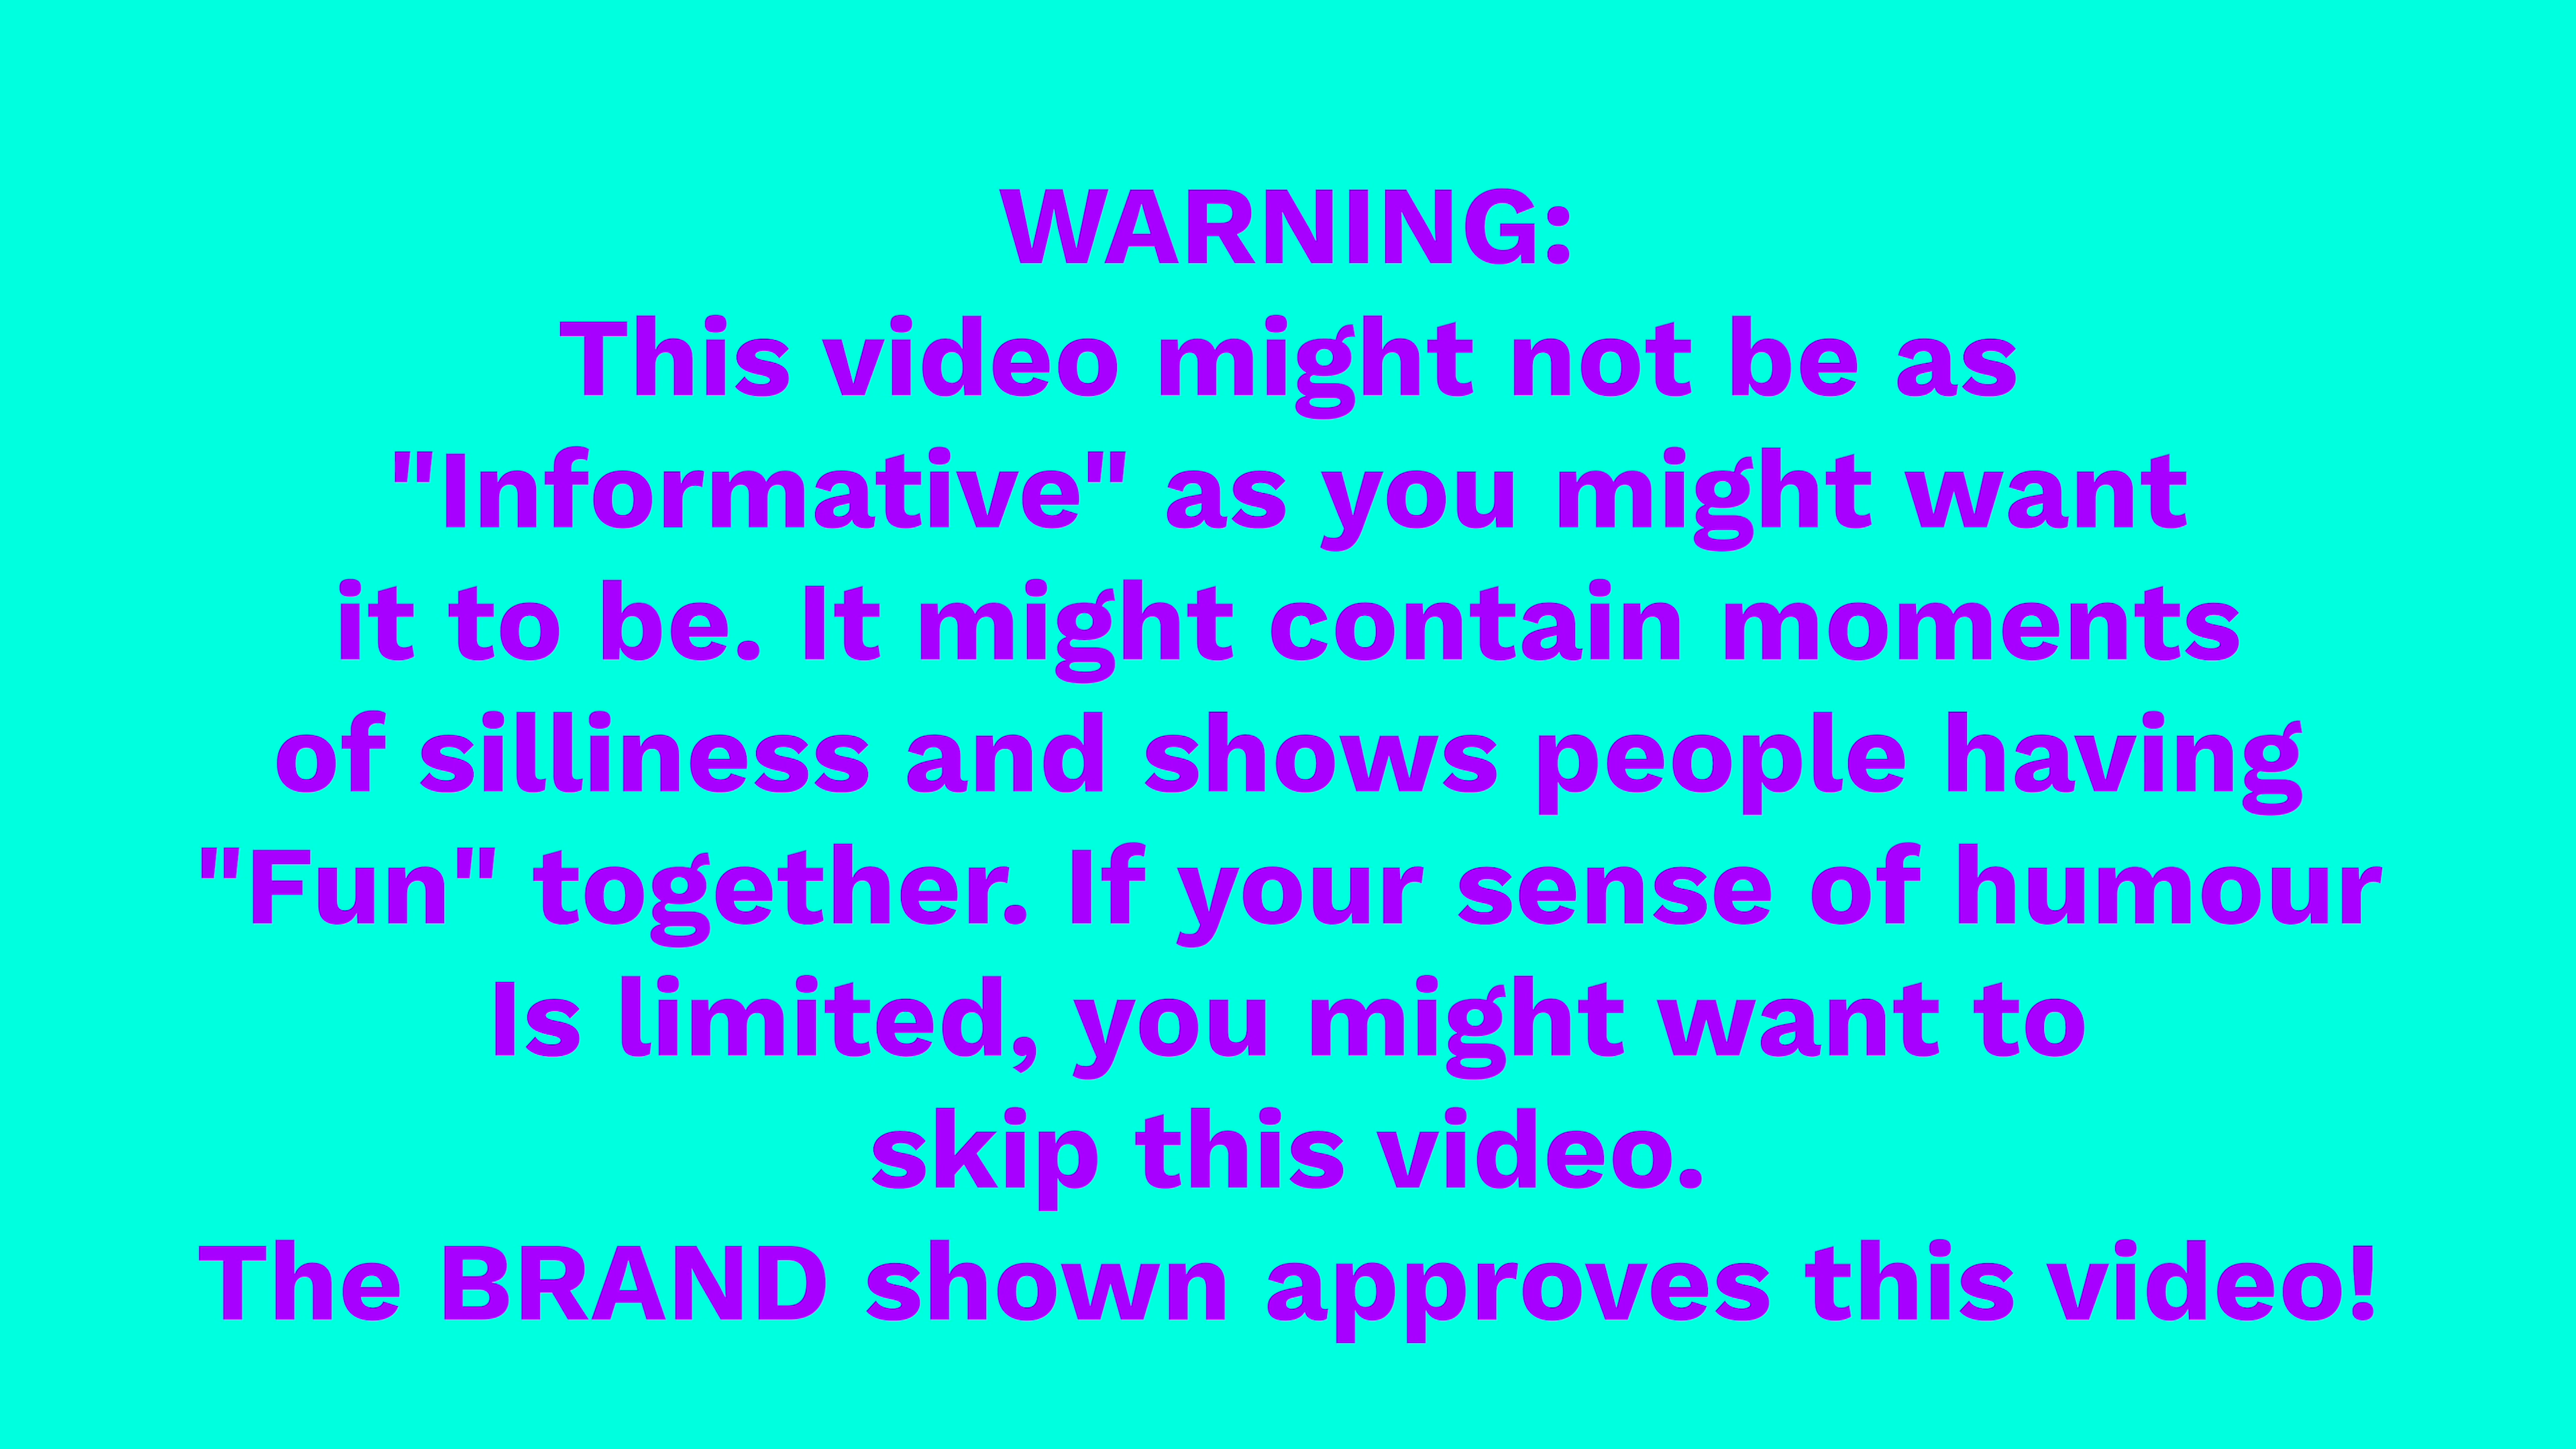 WARNING:
This video might not be as
"Informative" as you might want
it to be. It might contain moments
of silliness and shows people having
"Fun" together. If your sense of humour
Is limited, you might want to
skip this video.
The BRAND shown approves this video!